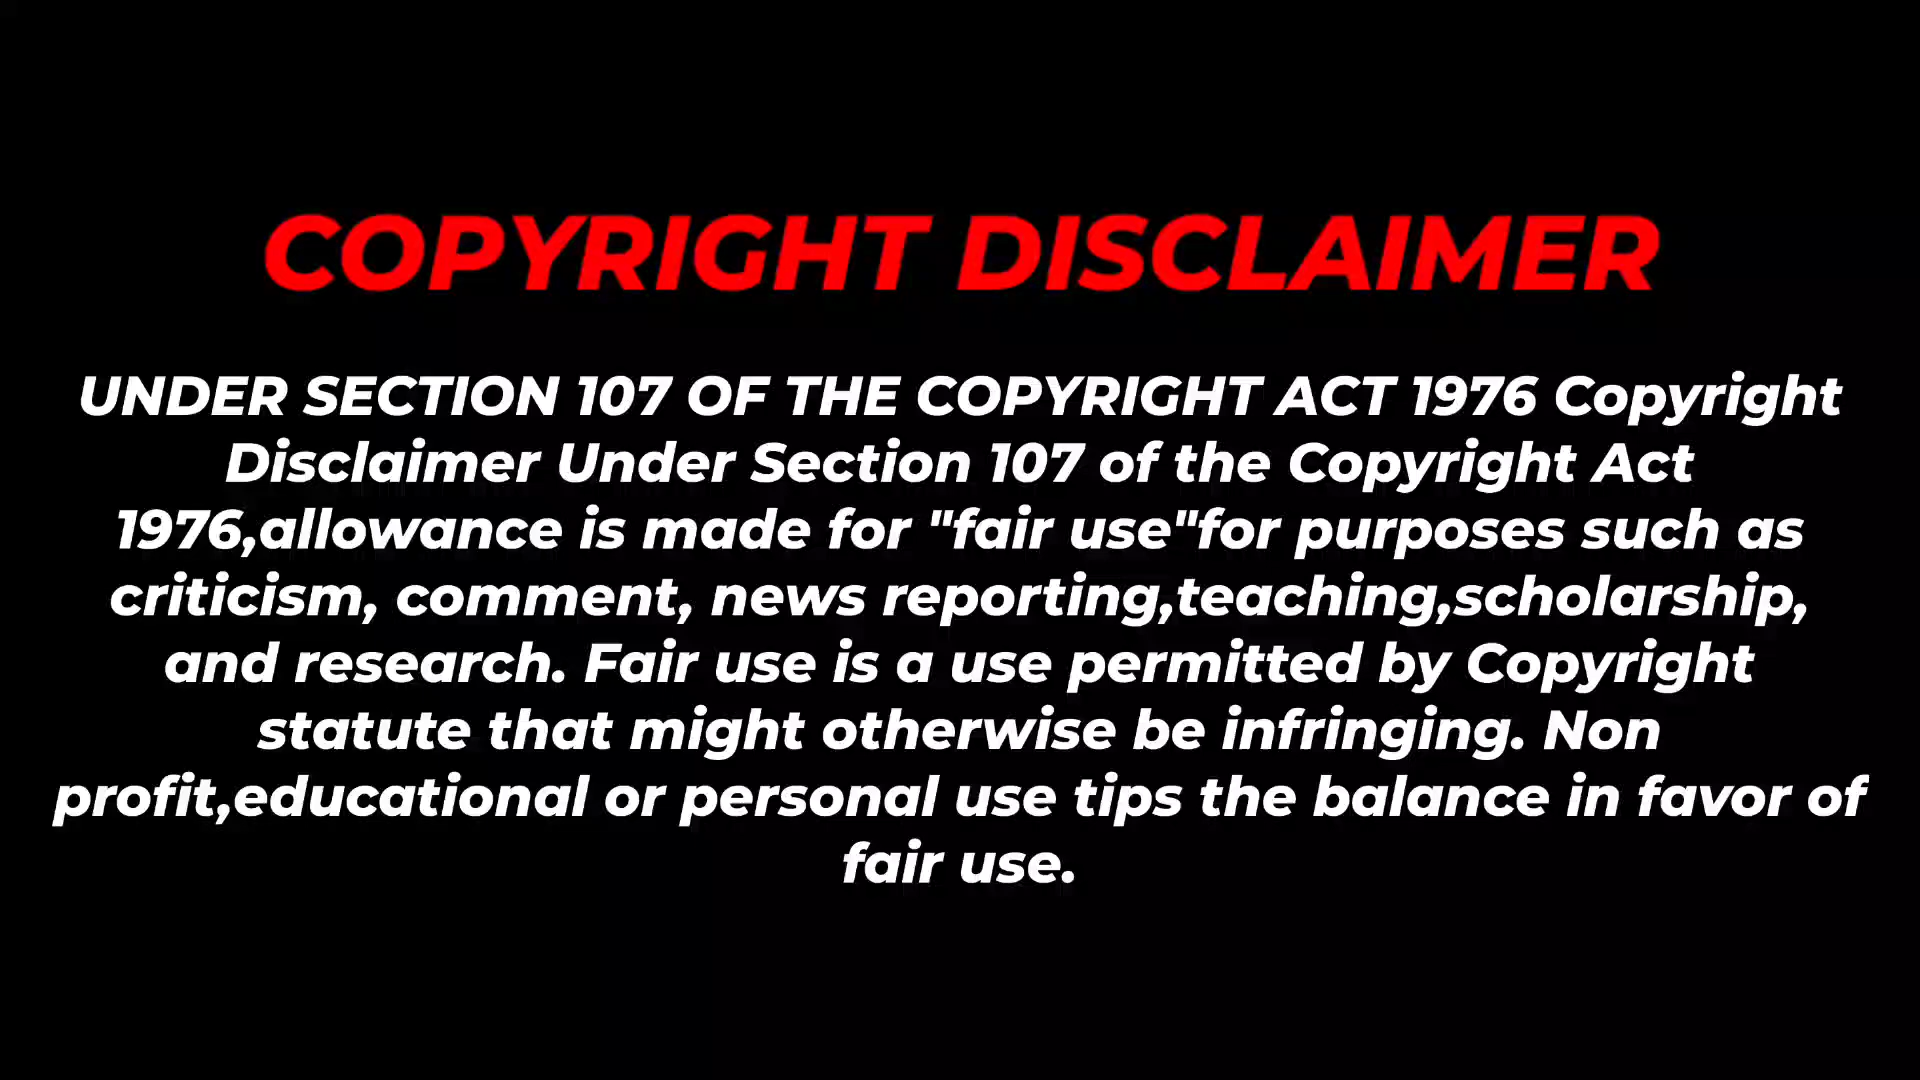 COPYRIGHT DISCLAIMER
UNDER SECTION 107 OF THE COPYRIGHT ACT 1976 Copyright
Disclaimer Under Section 107 of the Copyright Act
1976,allowance is made for "fair use"for purposes such as
criticism, comment, news reporting,teaching,scholarship,
and research. Fair use is a use permitted by Copyright
statute that might otherwise be infringing. Non
profit,educational or personal use tips the balance in favor of
fair use.